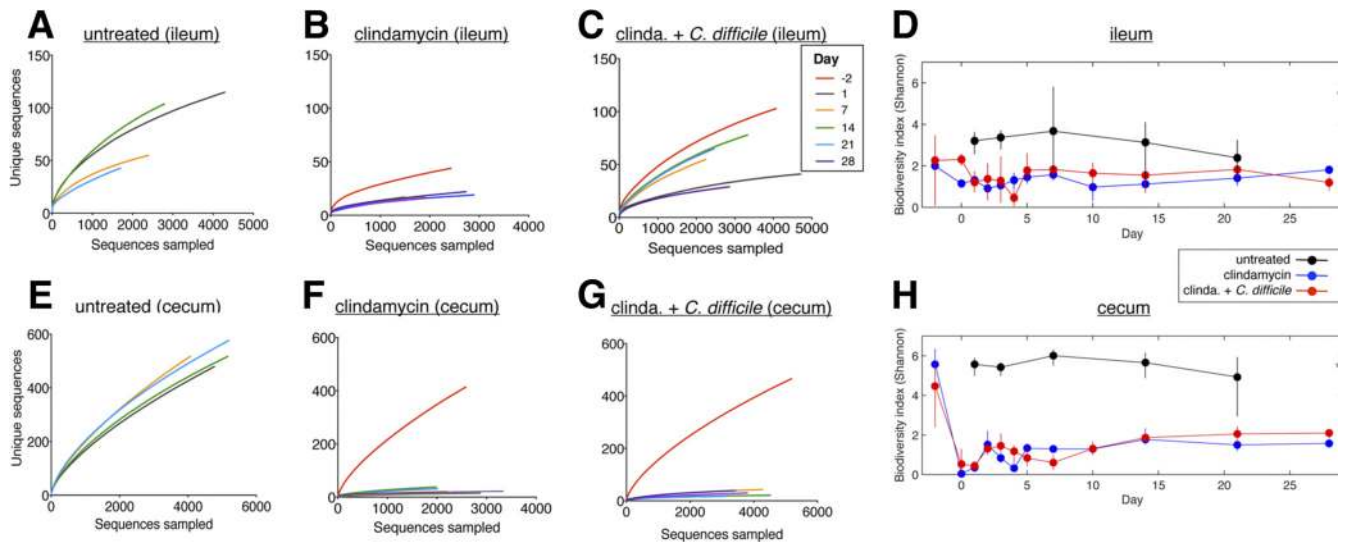 A
untreated (ileum)
150
100
50
0
Unique sequences
0 1000 2000 3000 4000 5000
Sequences sampled
B
clindamycin (ileum)
150
100
50
0
0 1000 2000 3000 4000
Sequences sampled
C
clinda. + C. difficile (ileum)
150
100
50
0
0 1000 2000 3000 4000 5000
Sequences sampled
Day
-2
1
7
14
21
28
D
ileum
Biodiversity index (Shannon)
6
4
2
0
0 5 10 15 20 25
Day
untreated
clindamycin
clinda. + C. difficile
E
untreated (cecum)
600
400
200
0
Unique sequences
0 2000 4000 6000
Sequences sampled
F
clindamycin (cecum)
600
400
200
0
0 1000 2000 3000 4000
Sequences sampled
G
clinda. + C. difficile (cecum)
600
400
200
0
0 2000 4000 6000
Sequences sampled
H
cecum
Biodiversity index (Shannon)
6
4
2
0
0 5 10 15 20 25
Day